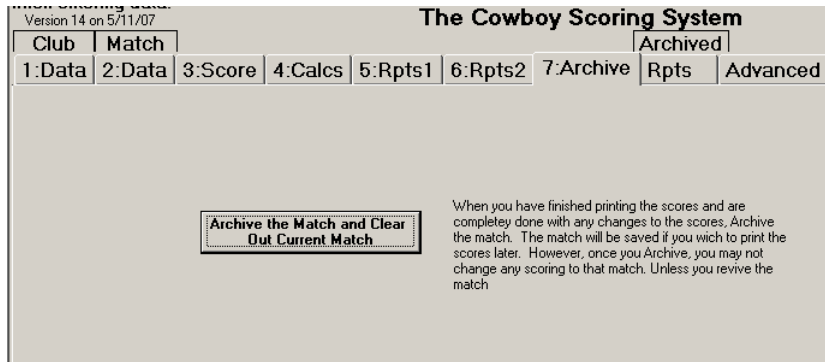 Version 14 on 5/11/07
The Cowboy Scoring System
Club Match Archived
1:Data 2:Data 3:Score 4:Calcs 5:Rpts1 6:Rpts2 7:Archive Rpts Advanced
Archive the Match and Clear
Out Current Match
When you have finished printing the scores and are
completey done with any changes to the scores, Archive
the match. The match will be saved if you wich to print the
scores later. However, once you Archive, you may not
change any scoring to that match. Unless you revive the
match